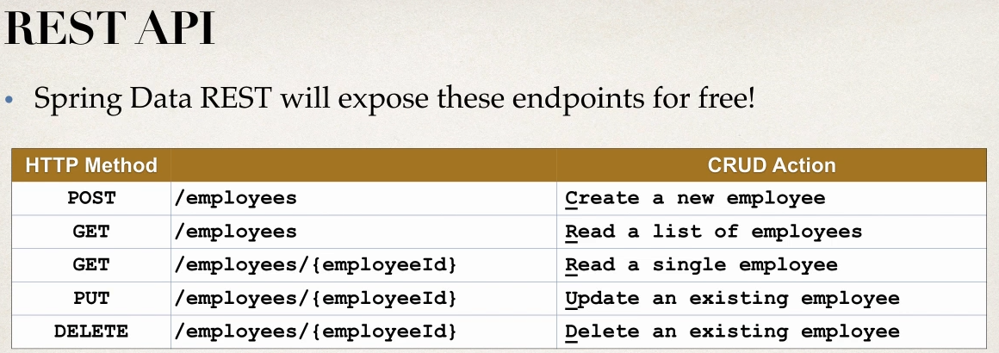 REST API
• Spring Data REST will expose these endpoints for free!
HTTP Method CRUD Action
POST /employees Create a new employee
GET /employees Read a list of employees
GET /employees/{employeeId} Read a single employee
PUT /employees/{employeeId} Update an existing employee
DELETE /employees/{employeeId} Delete an existing employee